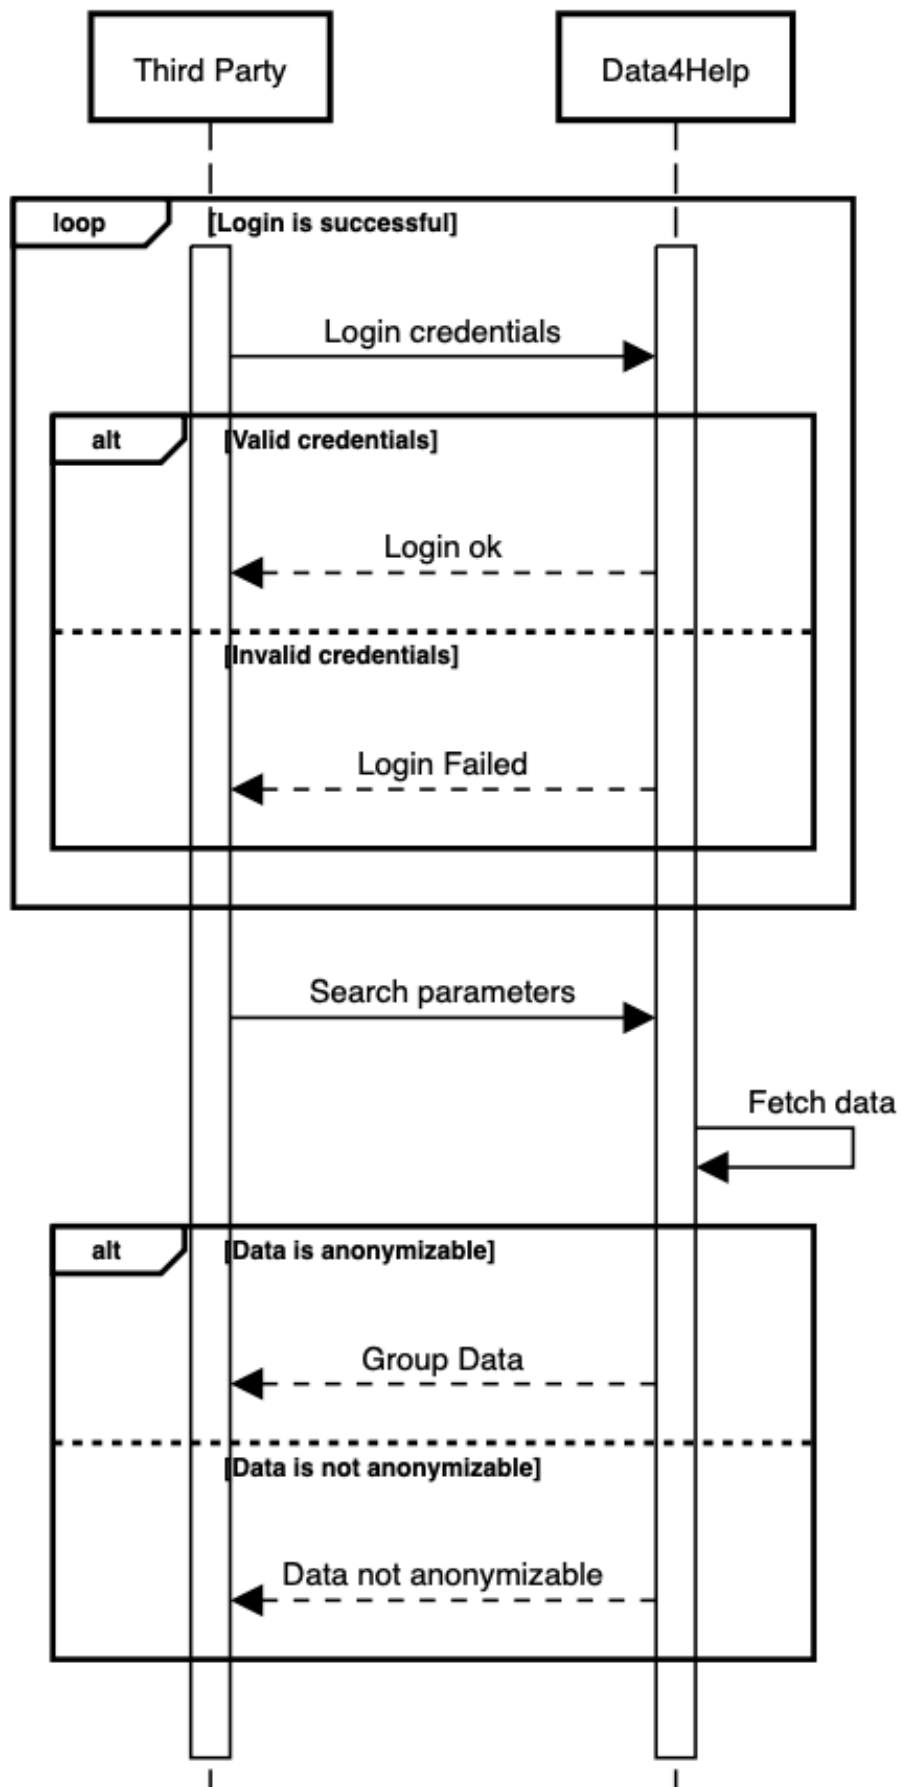 Third Party
Data4Help
loop
[Login is successful]
Login credentials
alt
[Valid credentials]
Login ok
[Invalid credentials]
Login Failed
Search parameters
Fetch data
alt
[Data is anonymizable]
Group Data
[Data is not anonymizable]
Data not anonymizable